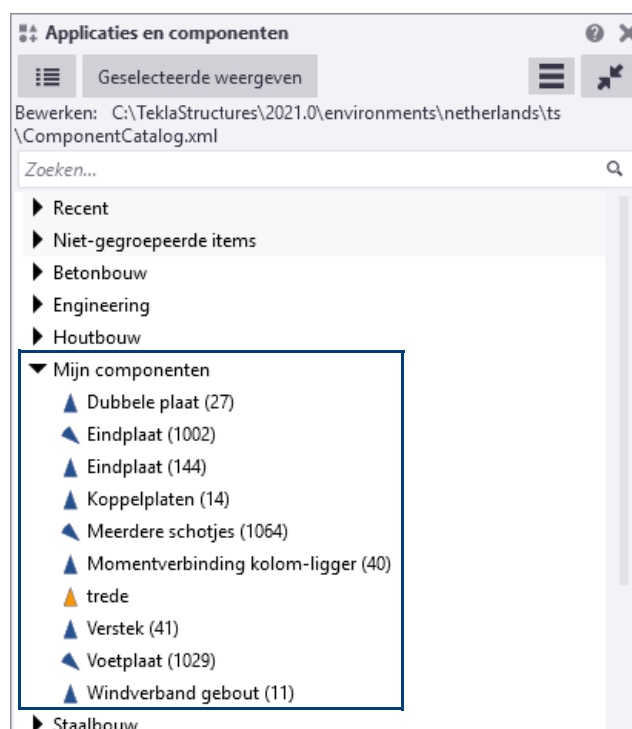 Applicaties en componenten
Geselecteerde weergeven
Bewerken: C:\TeklaStructures\2021.0\environments\netherlands\ts
\ComponentCatalog.xml
Zoeken...
Recent
Niet-gegroepeerde items
Betonbouw
Engineering
Houtbouw
Mijn componenten
Dubbele plaat (27)
Eindplaat (1002)
Eindplaat (144)
Koppelplaten (14)
Meerdere schotjes (1064)
Momentverbinding kolom-ligger (40)
trede
Verstek (41)
Voetplaat (1029)
Windverband gebout (11)
Staalbouw